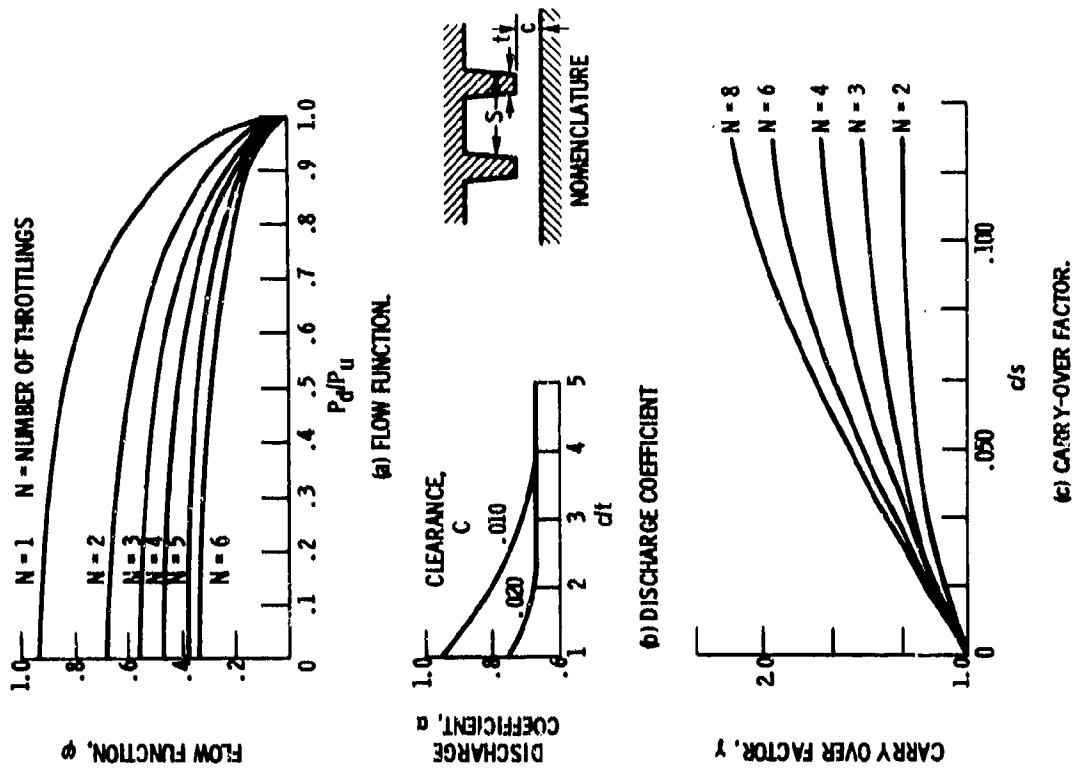 N = 1
N = NUMBER OF THROTTLINGS
N = 2
N = 3
N = 4
N = 5
N = 6
FLOW FUNCTION, φ
1.0
.8
.6
.4
.2
0 .1 .2 .3 .4 .5 .6 .7 .8 .9 1.0
Pd/Pu
(a) FLOW FUNCTION.
DISCHARGE
COEFFICIENT, α
1.0
.8
.6
CLEARANCE,
C
.010
.020
1 2 3 4 5
c/t
(b) DISCHARGE COEFFICIENT
S
t
C
NOMENCLATURE
CARRY OVER FACTOR, γ
2.0
1.0
N = 8
N = 6
N = 4
N = 3
N = 2
.0 .050 .100
c/s
(c) CARRY-OVER FACTOR.